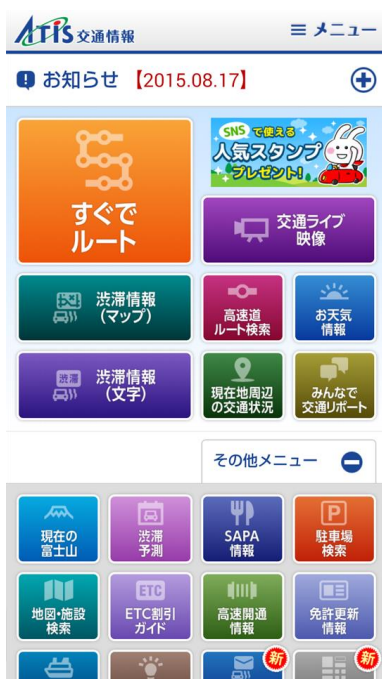 ATIS交通情報
メニュー
お知らせ 【2015.08.17】
すぐで
ルート
SNSで使える
人気スタンプ
プレゼント!
交通ライブ
映像
渋滞情報
(マップ)
高速道
ルート検索
お天気
情報
渋滞
渋滞情報
(文字)
現在地周辺
の交通状況
みんなで
交通リポート
その他メニュー
現在の
富士山
渋滞
予測
SAPA
情報
P
駐車場
検索
地図・施設
検索
ETC
ETC割引
ガイド
高速開通
情報
免許更新
情報
新
新